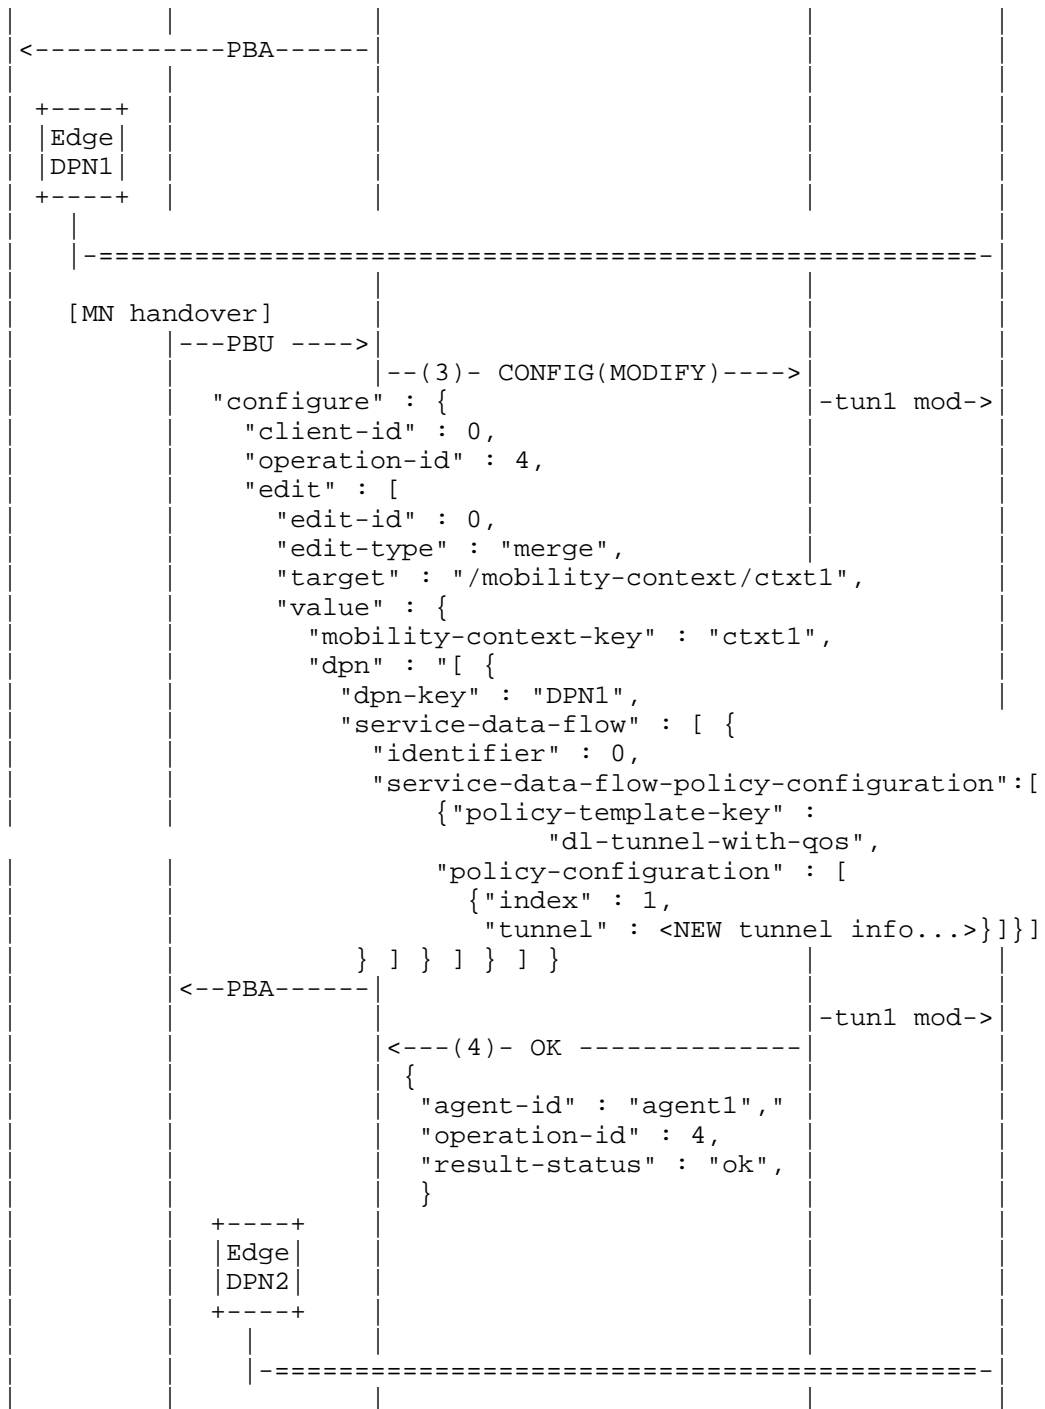 <------------PBA------|
+----+
|Edge|
|DPN1|
+----+
|-=======================================================-|
[MN handover]
|---PBU ---->|
|--(3)- CONFIG(MODIFY)---->|
"configure" : { |-tun1 mod->|
"client-id" : 0,
"operation-id" : 4,
"edit" : [
"edit-id" : 0,
"edit-type" : "merge",
"target" : "/mobility-context/ctxt1",
"value" : {
"mobility-context-key" : "ctxt1",
"dpn" : "[ {
"dpn-key" : "DPN1",
"service-data-flow" : [ {
"identifier" : 0,
"service-data-flow-policy-configuration":[
{"policy-template-key" :
"dl-tunnel-with-qos",
"policy-configuration" : [
{"index" : 1,
"tunnel" : <NEW tunnel info...>}]}]
} ] } ] } ] }
|<--PBA------|
|-tun1 mod->|
|<---(4)- OK --------------|
{
"agent-id" : "agent1","
"operation-id" : 4,
"result-status" : "ok",
}
+----+
|Edge|
|DPN2|
+----+
|-============================================-|